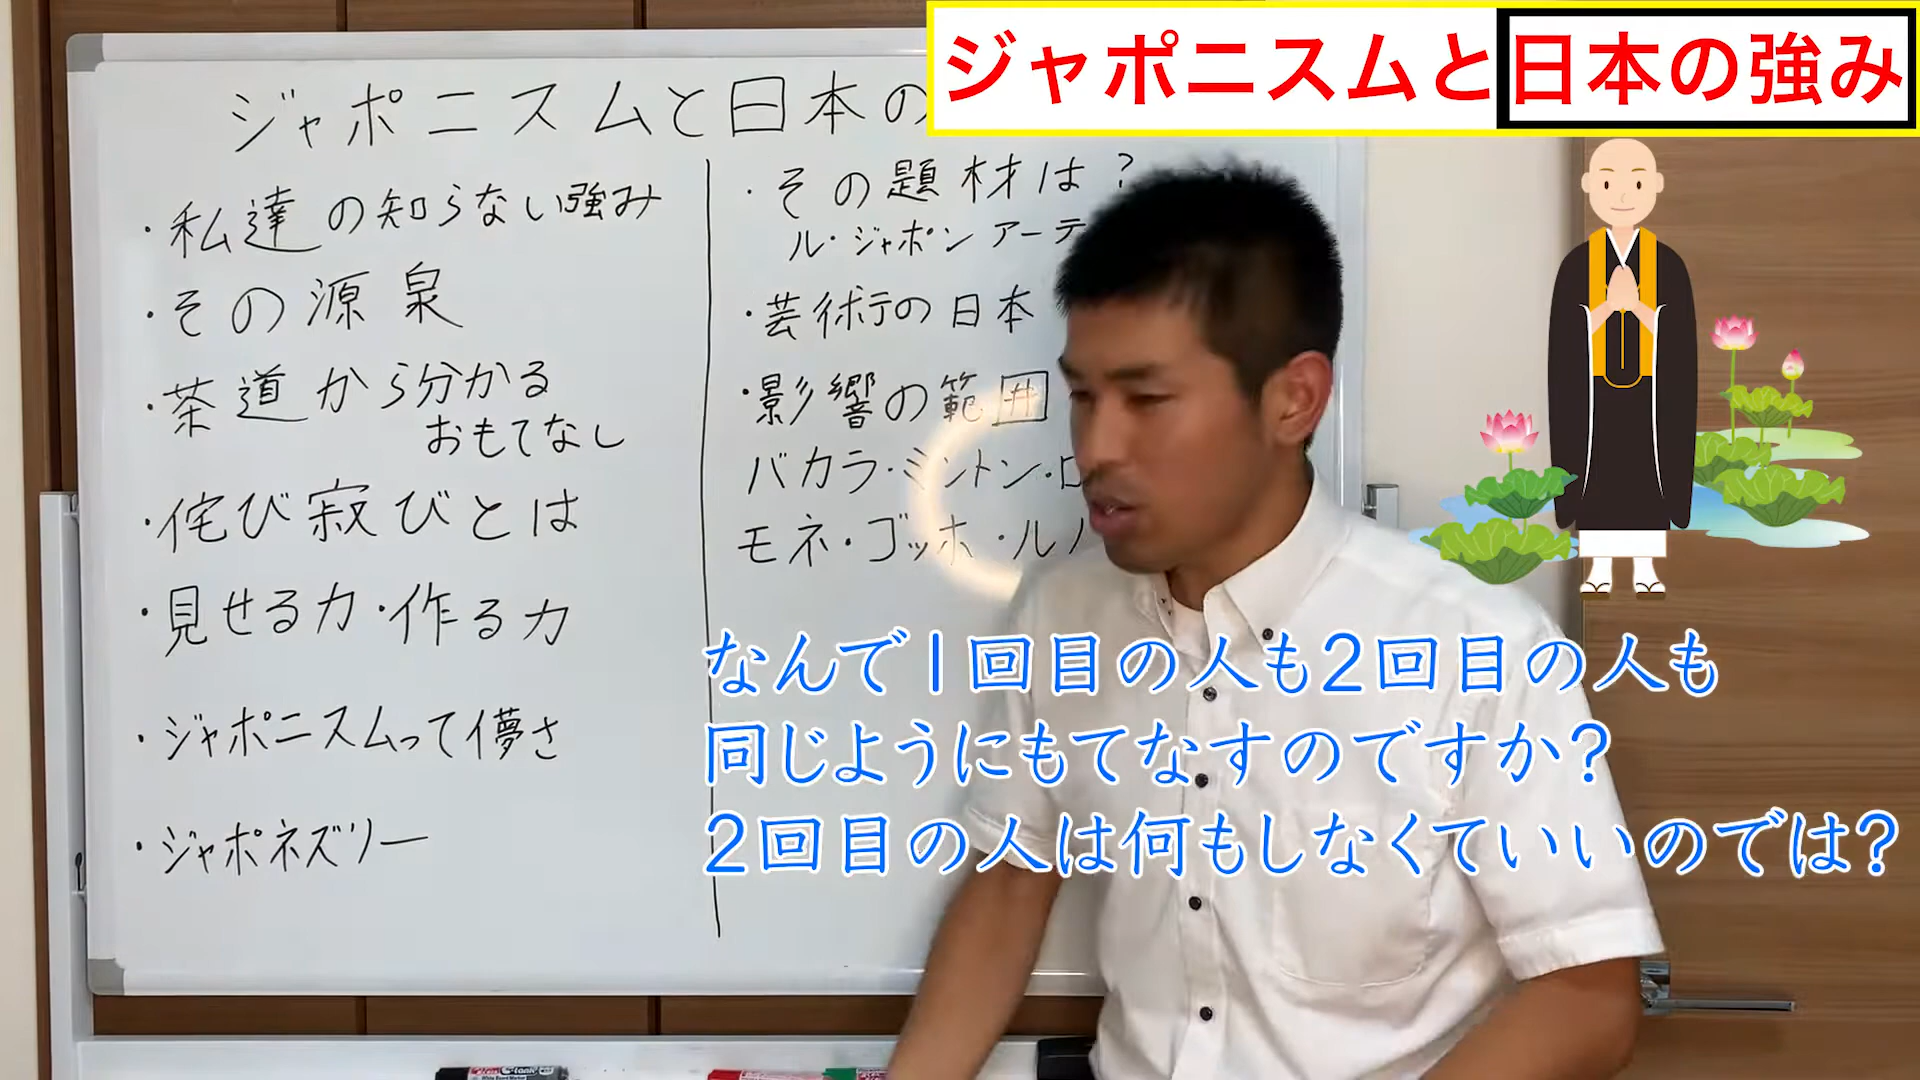 ジャポニスムと日本の強み
ジャポニスムと日本の
・私達の知らない強み
・その源泉
・茶道から分かる
おもてなし
・侘び寂びとは
・見せる力・作る力
・ジャポニスムって儚さ
・ジャポネズリー
・その題材は？
ル・ジャポン アーテ
・芸術の日本
・影響の範囲
バカラ・ミントン・ロ
モネ・ゴッホ・ルノ
なんで1回目の人も2回目の人も
同じようにもてなすのですか？
2回目の人は何もしなくていいのでは？